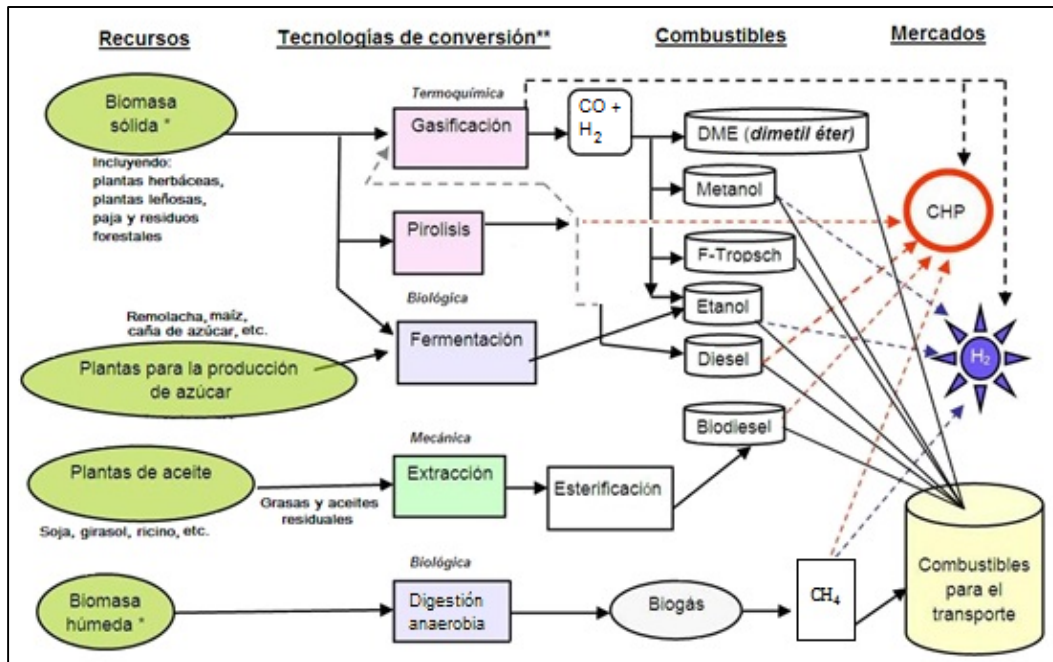 Recursos
Tecnologías de conversión**
Combustibles
Mercados
Biomasa
sólida *
Incluyendo:
plantas herbáceas,
plantas leñosas,
paja y residuos
forestales
Termoquímica
Gasificación
CO +
H₂
DME (dimetil éter)
Metanol
CHP
Pirolisis
F-Tropsch
Biológica
Etanol
Remolacha, maíz,
caña de azúcar, etc.
Fermentación
Diesel
H₂
Plantas para la producción
de azúcar
Biodiesel
Mecánica
Plantas de aceite
Extracción
Esterificación
Grasas y aceites
residuales
Soja, girasol, ricino, etc.
Combustibles
para el
transporte
Biológica
Biomasa
húmeda *
Digestión
anaerobia
Biogás
CH₄